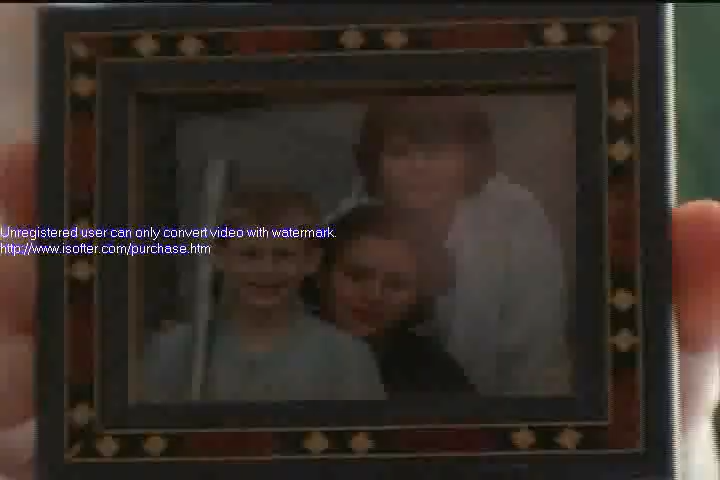 Unregistered user can only convert video with watermark.
http://www.isofter.com/purchase.htm